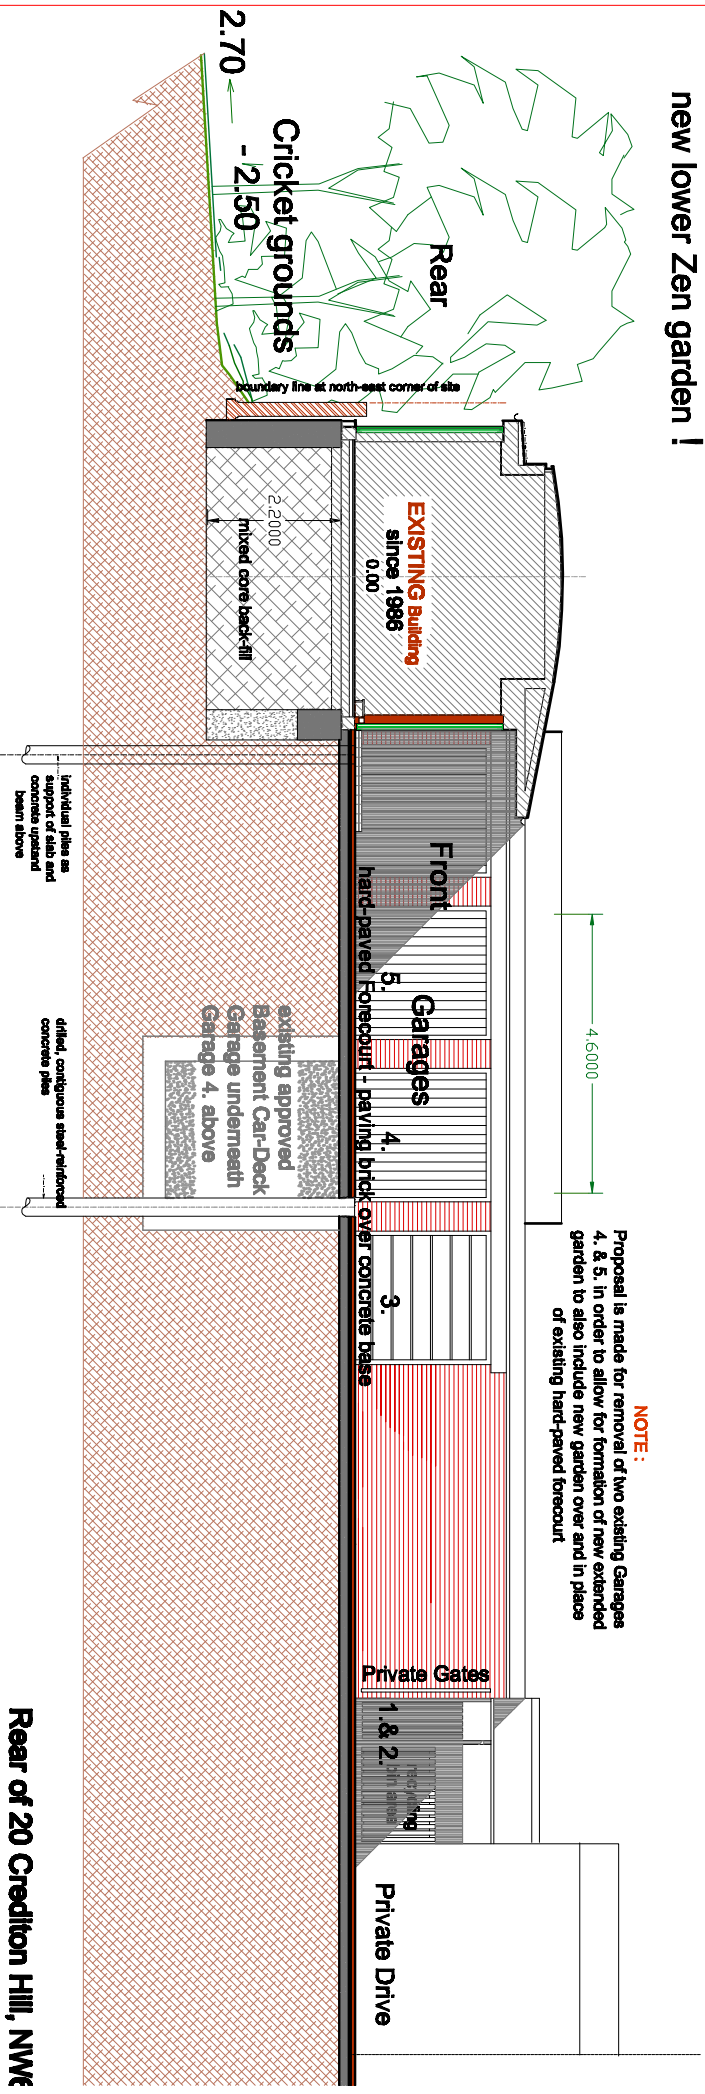 new lower Zen garden !
2.70
- 2.50
Cricket grounds
Rear
boundary line at north-east corner of site
EXISTING Building
since 1986
0.00
2.2000
mixed core back-fill
individual piles as
support of slab and
concrete upstand
beam above
Front
Garages
5.
4.
3.
hard-paved Forecourt - paving brick over concrete base
4.6000
existing approved
Basement Car-Deck
Garage underneath
Garage 4. above
drilled, contiguous steel-reinforced
concrete piles
NOTE :
Proposal is made for removal of two existing Garages
4. & 5. in order to allow for formation of new extended
garden to also include new garden over and in place
of existing hard-paved forecourt
Private Gates
1.& 2.
recycling
bin area
Private Drive
Rear of 20 Crediton Hill, NW6